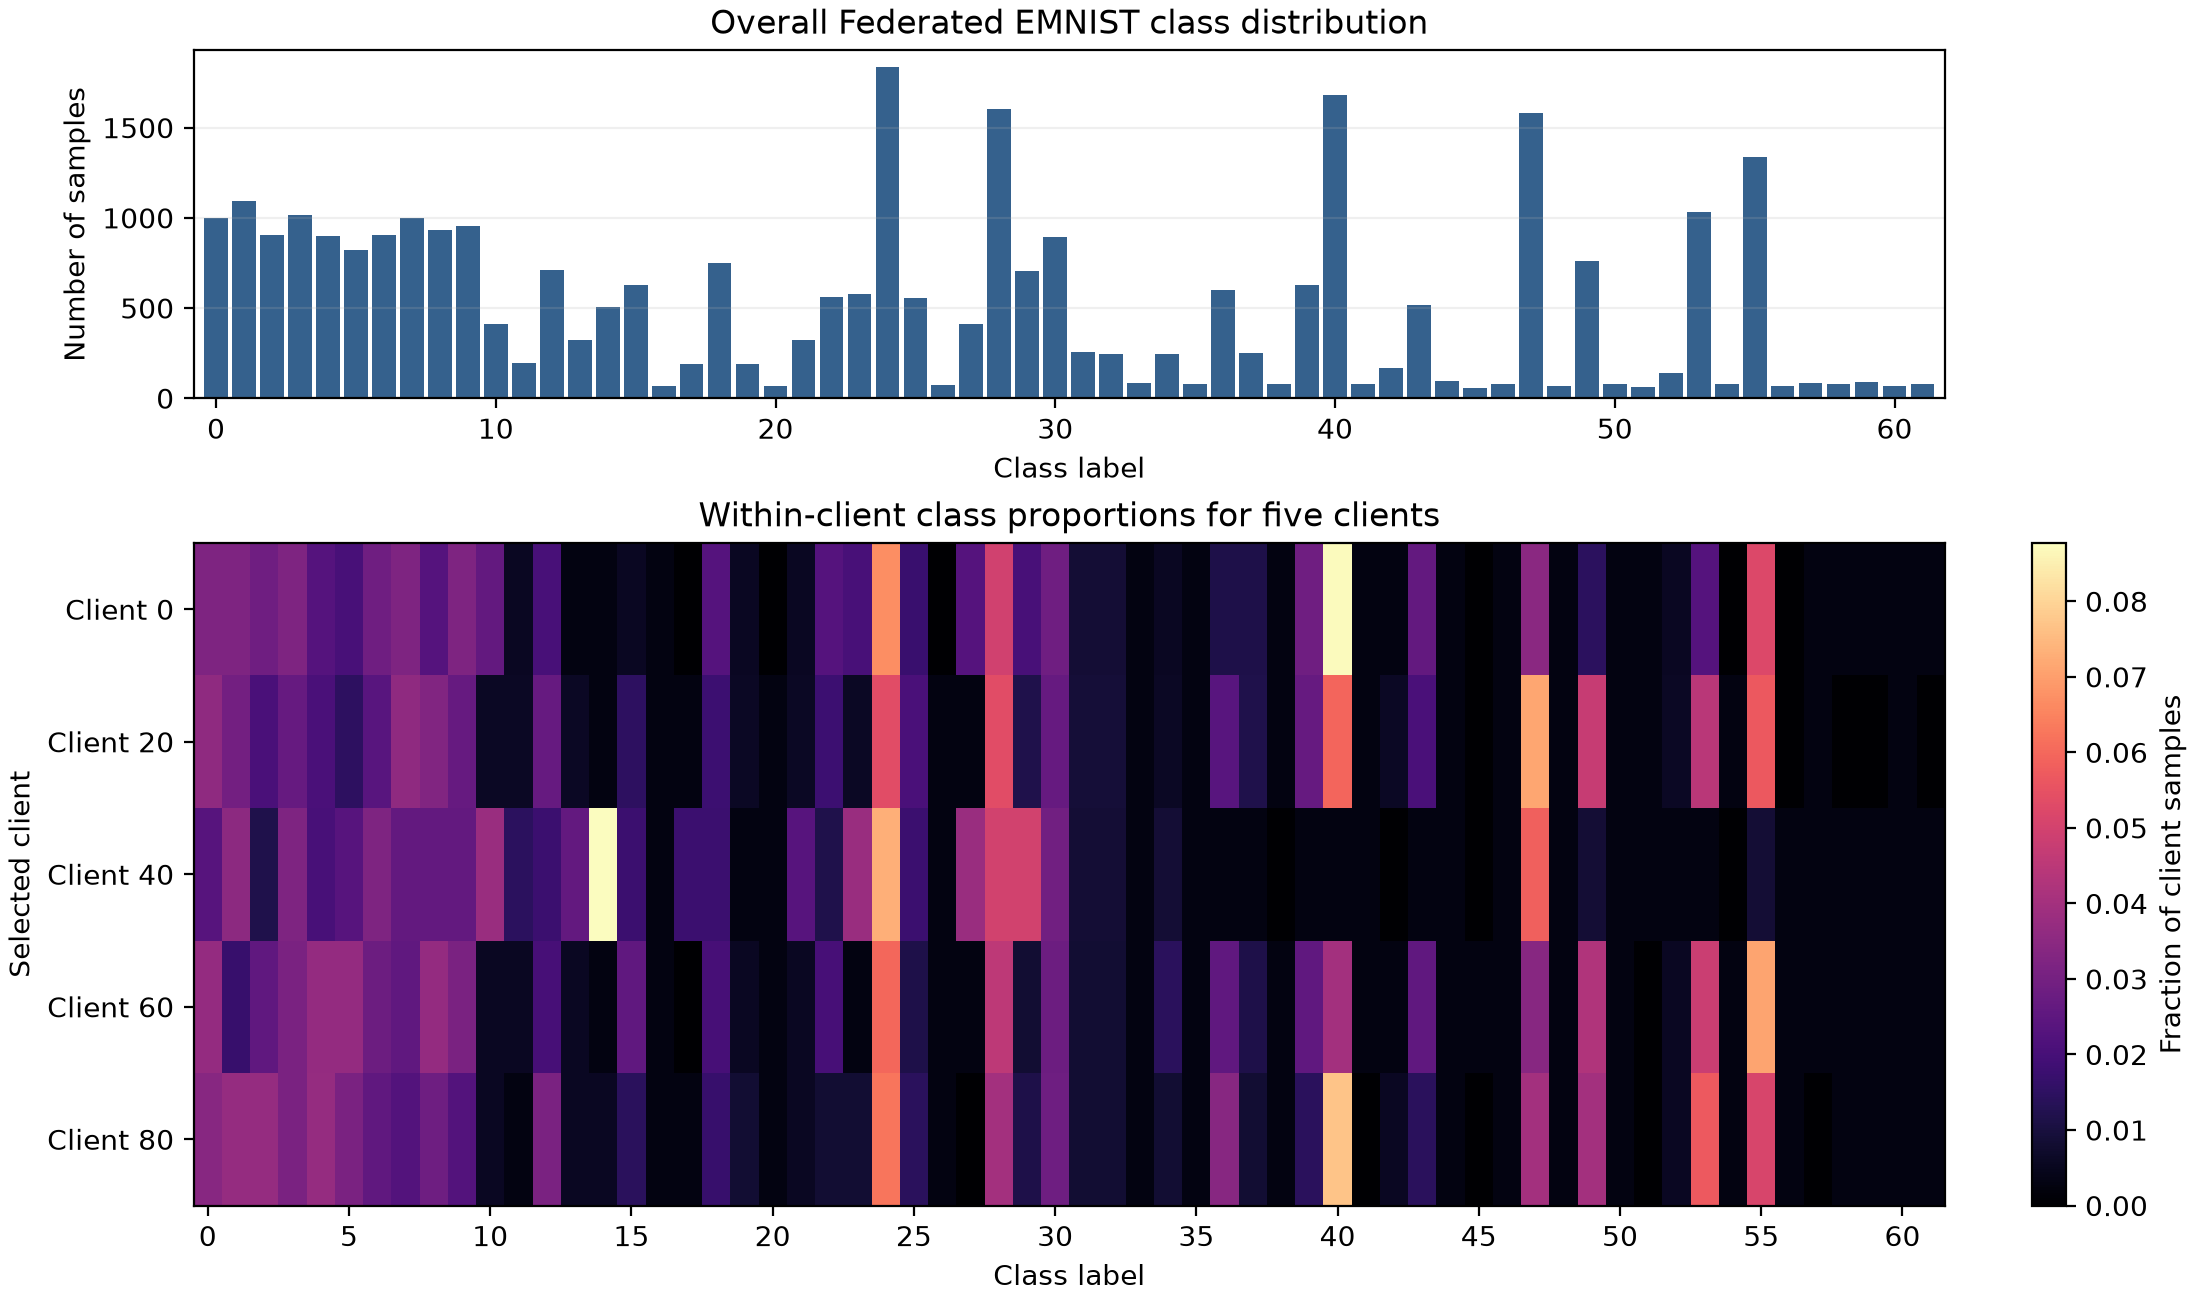 Overall Federated EMNIST class distribution
Number of samples
1500
1000
500
0
0 10 20 30 40 50 60
Class label
Within-client class proportions for five clients
Selected client
Client 0
Client 20
Client 40
Client 60
Client 80
0 5 10 15 20 25 30 35 40 45 50 55 60
Class label
0.08
0.07
0.06
0.05
0.04
0.03
0.02
0.01
0.00
Fraction of client samples